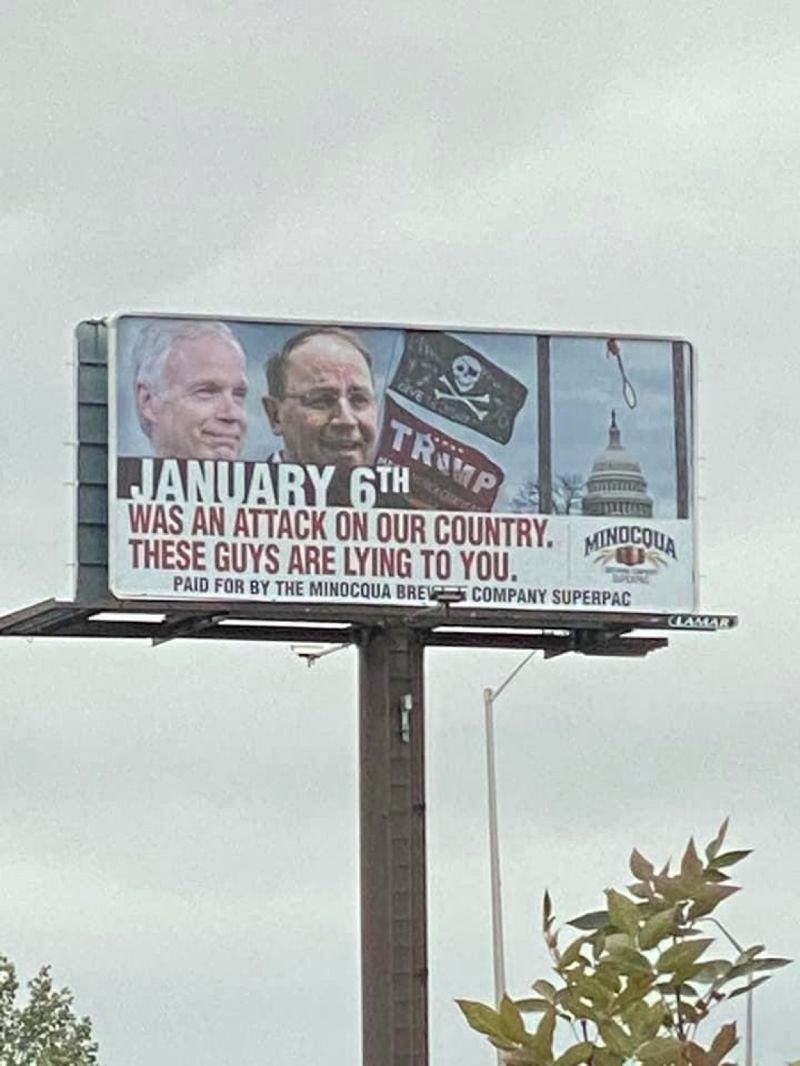 TRUMP
JANUARY 6TH
WAS AN ATTACK ON OUR COUNTRY.
THESE GUYS ARE LYING TO YOU.
MINOCQUA
SUPERPAC
PAID FOR BY THE MINOCQUA BREWING COMPANY SUPERPAC
LAMAR